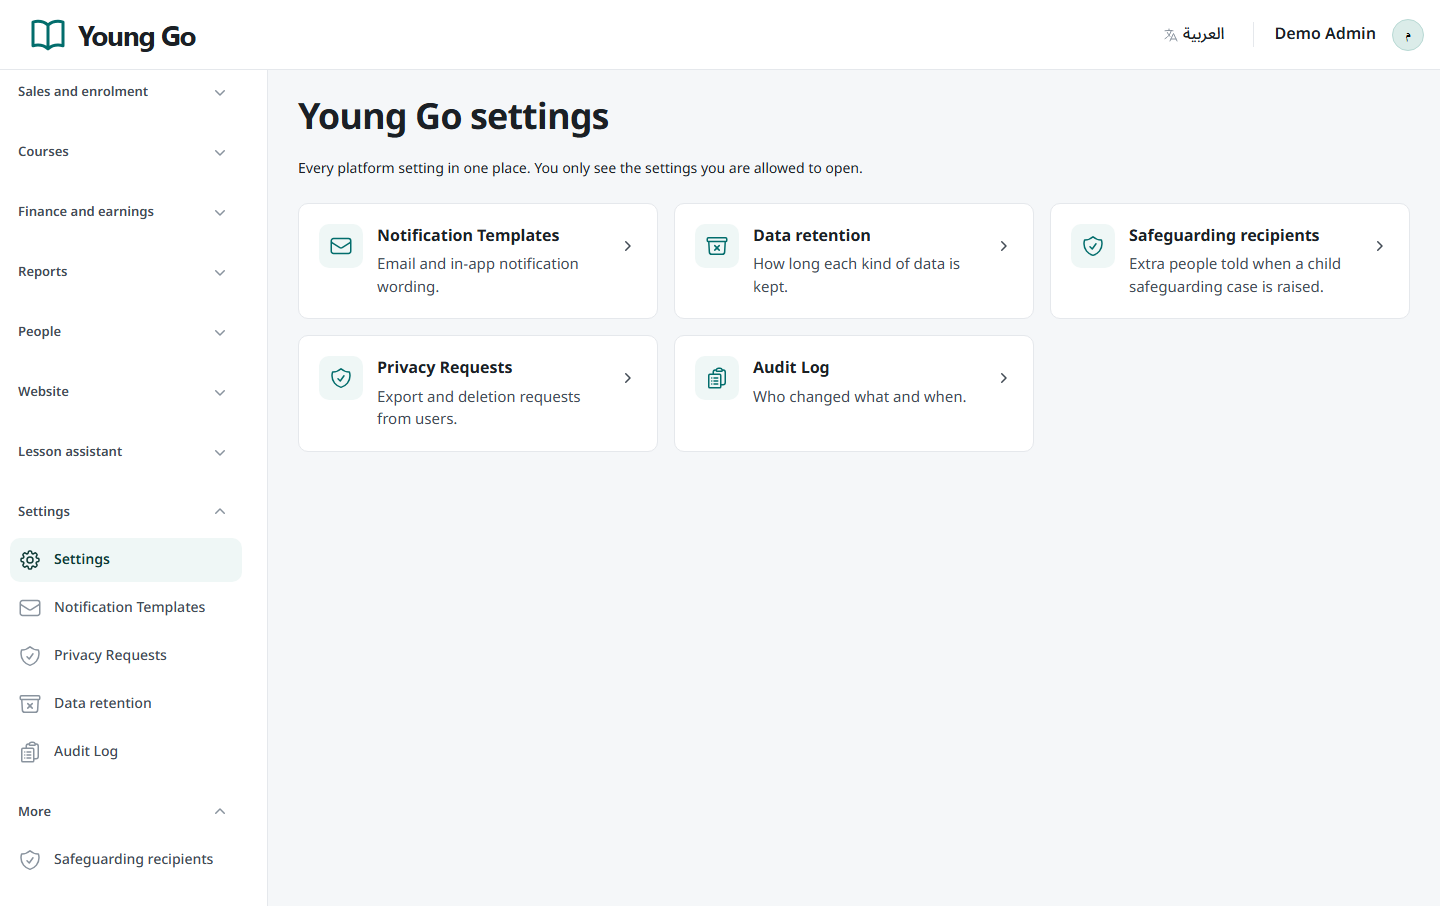 Young Go
العربية
Demo Admin
م
Sales and enrolment
Courses
Finance and earnings
Reports
People
Website
Lesson assistant
Settings
Settings
Notification Templates
Privacy Requests
Data retention
Audit Log
More
Safeguarding recipients
Young Go settings
Every platform setting in one place. You only see the settings you are allowed to open.
Notification Templates
Email and in-app notification
wording.
Data retention
How long each kind of data is
kept.
Safeguarding recipients
Extra people told when a child
safeguarding case is raised.
Privacy Requests
Export and deletion requests
from users.
Audit Log
Who changed what and when.